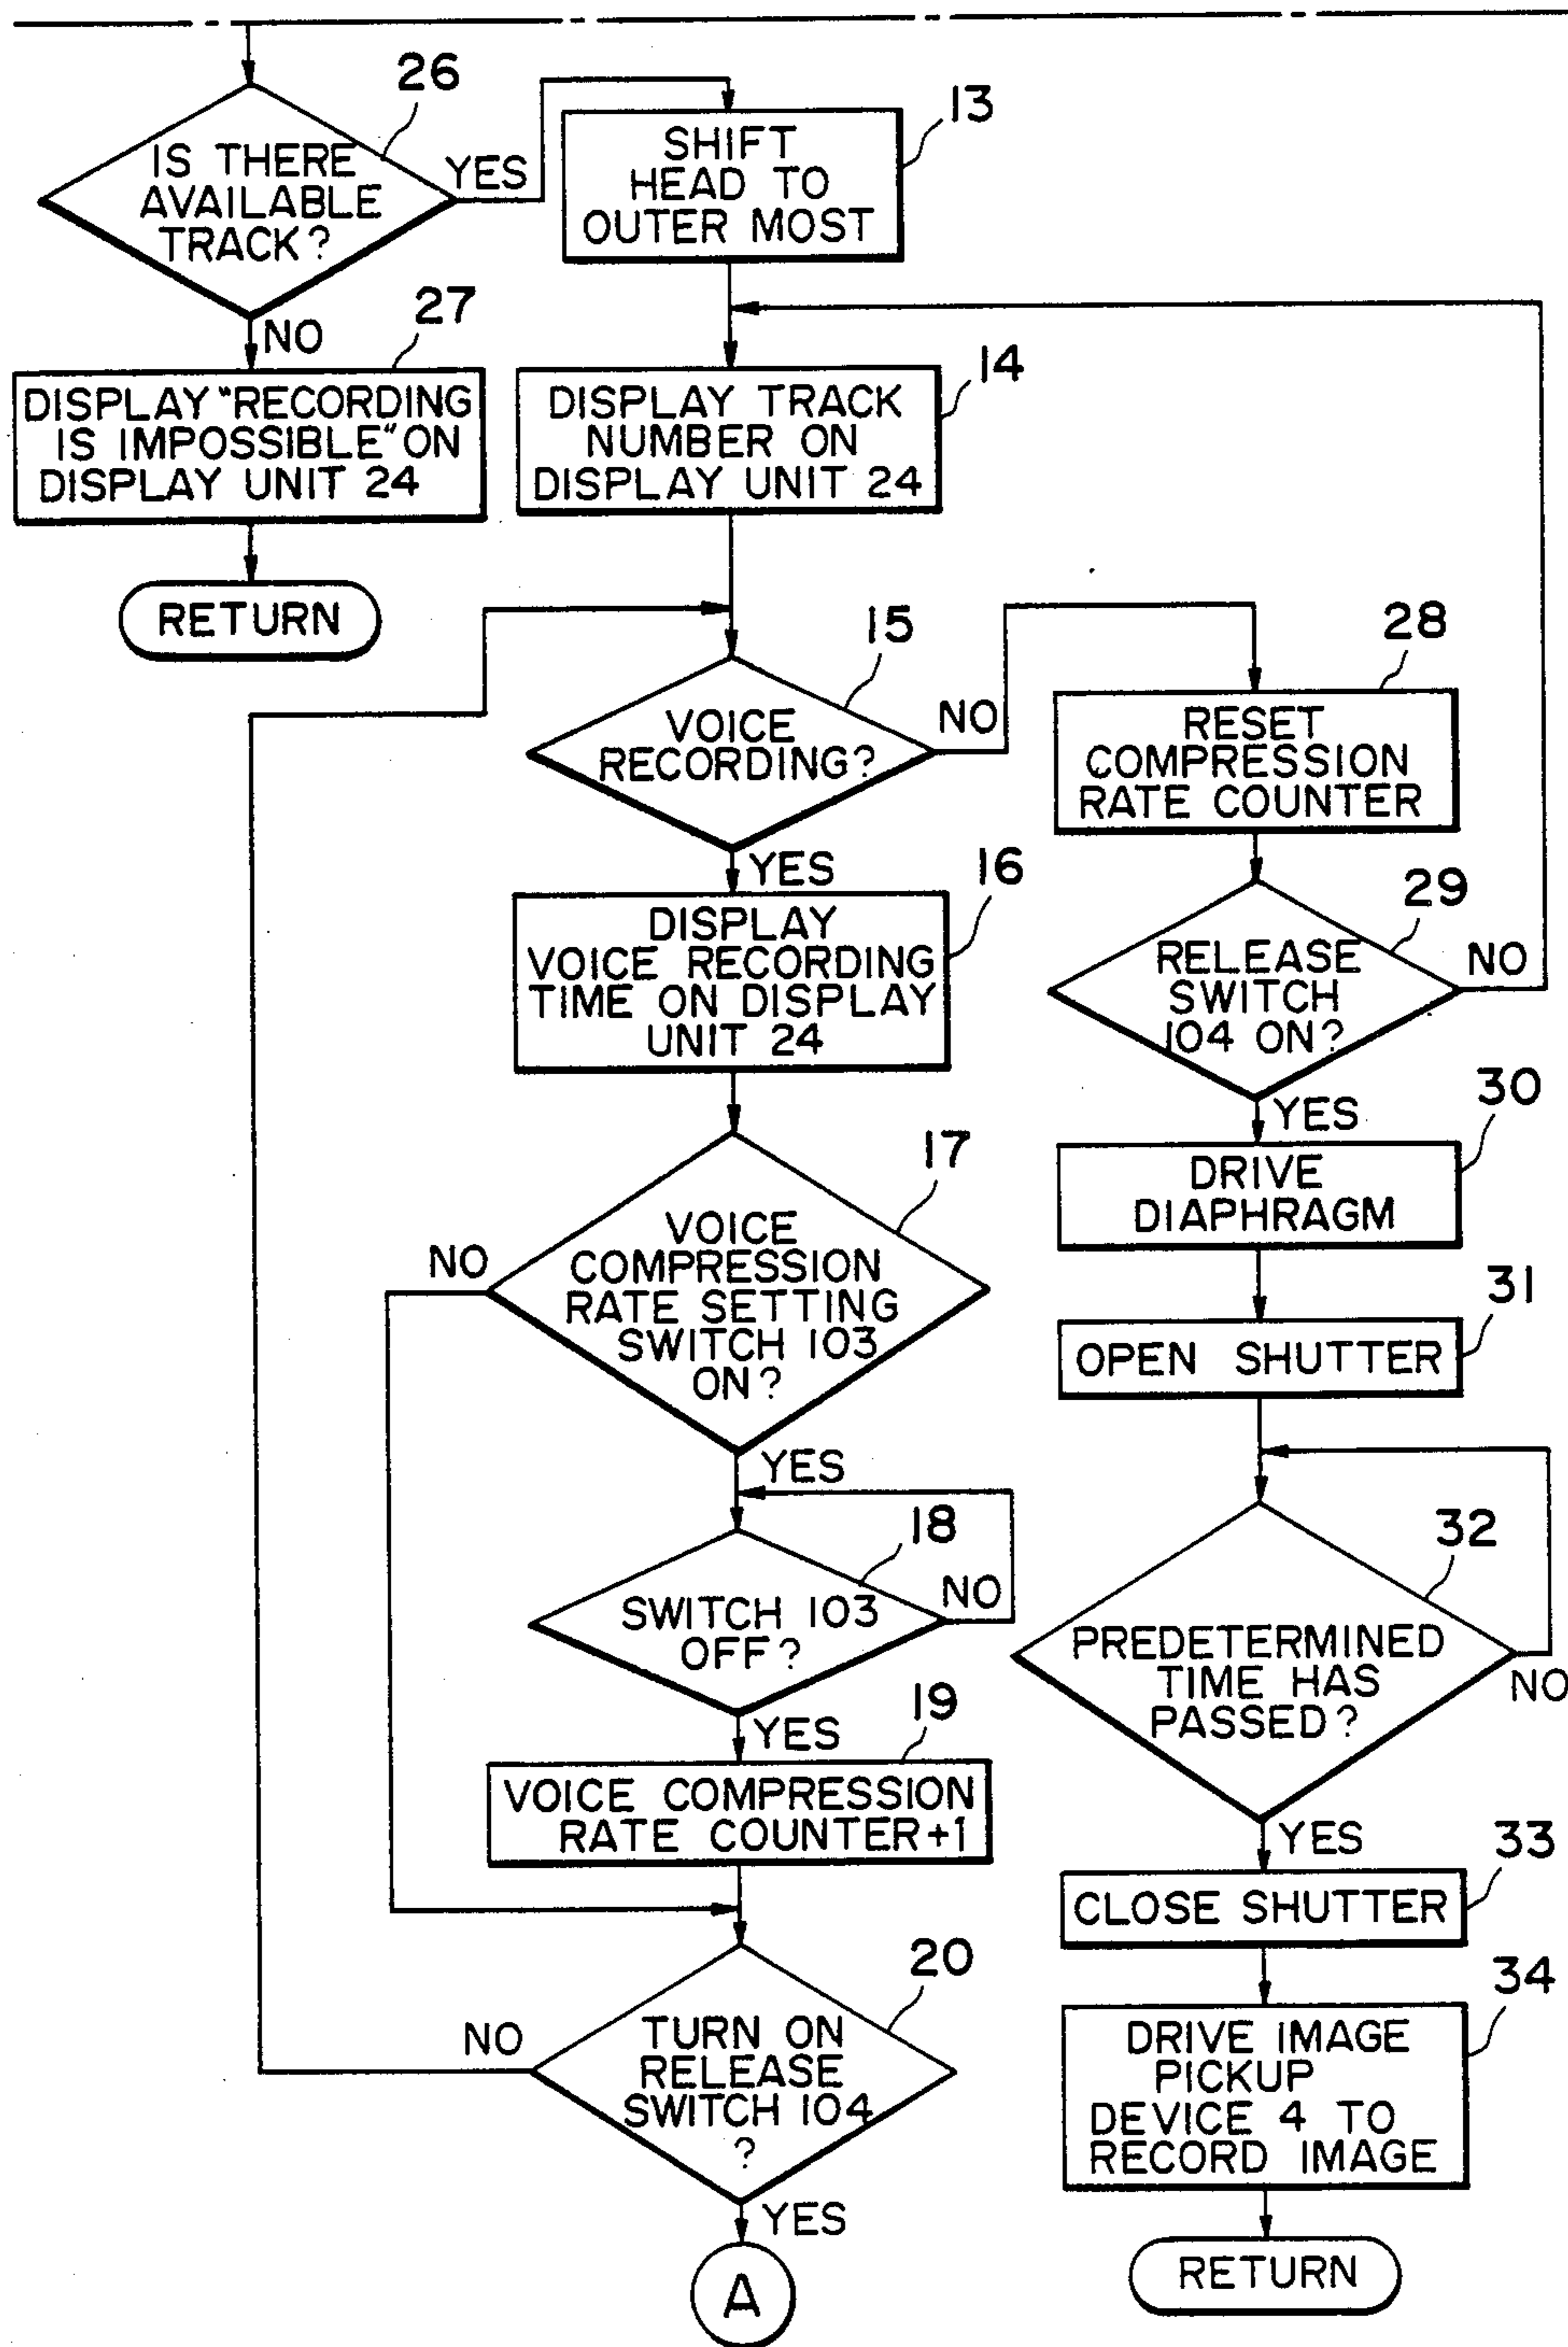 26
IS THERE
AVAILABLE
TRACK?
YES
13
SHIFT
HEAD TO
OUTER MOST
NO
27
DISPLAY "RECORDING
IS IMPOSSIBLE" ON
DISPLAY UNIT 24
RETURN
14
DISPLAY TRACK
NUMBER ON
DISPLAY UNIT 24
15
VOICE
RECORDING?
NO
YES
16
DISPLAY
VOICE RECORDING
TIME ON DISPLAY
UNIT 24
17
VOICE
COMPRESSION
RATE SETTING
SWITCH 103
ON?
NO
YES
18
SWITCH 103
OFF?
NO
YES
19
VOICE COMPRESSION
RATE COUNTER+1
20
TURN ON
RELEASE
SWITCH 104
?
NO
YES
A
28
RESET
COMPRESSION
RATE COUNTER
29
RELEASE
SWITCH
104 ON?
NO
YES
30
DRIVE
DIAPHRAGM
31
OPEN SHUTTER
32
PREDETERMINED
TIME HAS
PASSED?
NO
YES
33
CLOSE SHUTTER
34
DRIVE IMAGE
PICKUP
DEVICE 4 TO
RECORD IMAGE
RETURN